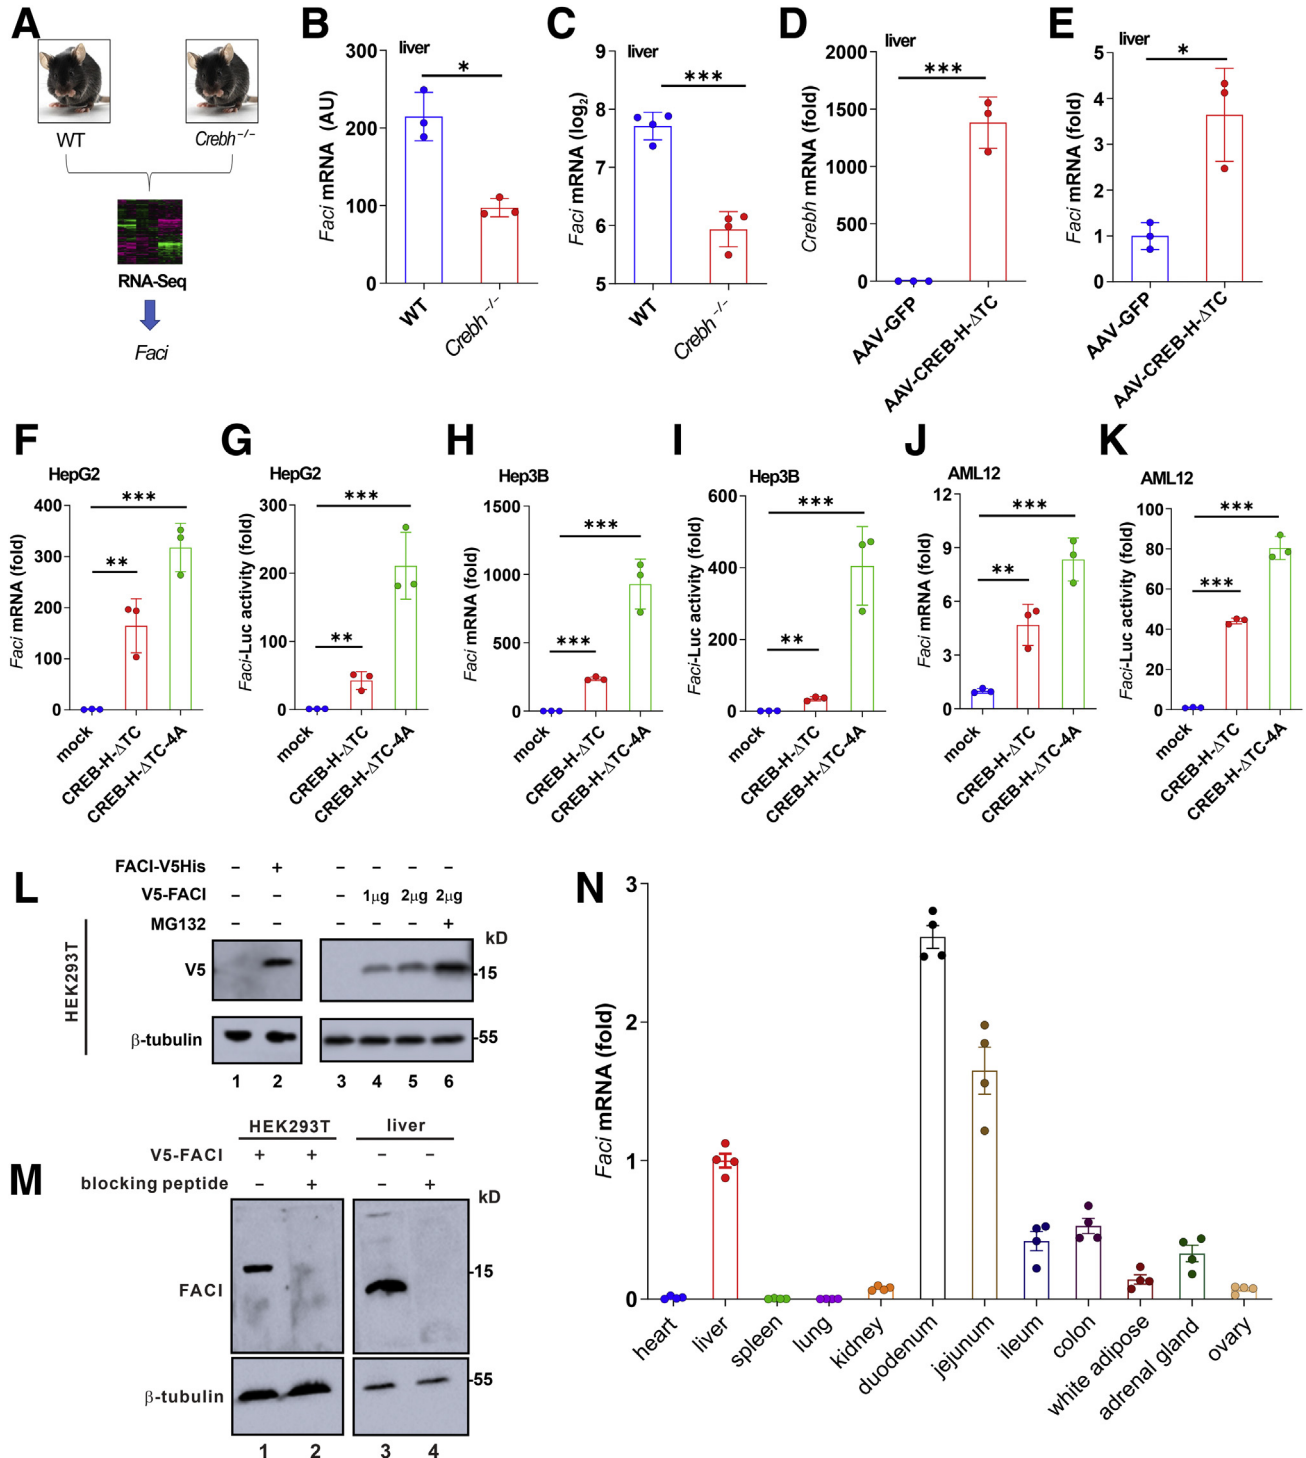 A
WT
Crebh−/−
RNA-Seq
Faci
B
liver
Faci mRNA (AU)
300
200
100
0
*
WT
Crebh −/−
C
liver
Faci mRNA (log2)
9
8
7
6
5
***
WT
Crebh −/−
D
liver
Crebh mRNA (fold)
2000
1500
1000
500
0
***
AAV-GFP
AAV-CREB-H-ΔTC
E
liver
Faci mRNA (fold)
5
4
3
2
1
0
*
AAV-GFP
AAV-CREB-H-ΔTC
F
HepG2
Faci mRNA (fold)
400
300
200
100
0
***
**
mock
CREB-H-ΔTC
CREB-H-ΔTC-4A
G
HepG2
Faci-Luc activity (fold)
300
200
100
0
***
**
mock
CREB-H-ΔTC
CREB-H-ΔTC-4A
H
Hep3B
Faci mRNA (fold)
1500
1000
500
0
***
***
mock
CREB-H-ΔTC
CREB-H-ΔTC-4A
I
Hep3B
Faci-Luc activity (fold)
600
400
200
0
***
**
mock
CREB-H-ΔTC
CREB-H-ΔTC-4A
J
AML12
Faci mRNA (fold)
12
9
6
3
0
***
**
mock
CREB-H-ΔTC
CREB-H-ΔTC-4A
K
AML12
Faci-Luc activity (fold)
100
80
60
40
20
0
***
***
mock
CREB-H-ΔTC
CREB-H-ΔTC-4A
L
HEK293T
FACI-V5His − + − − − −
V5-FACI − − − 1μg 2μg 2μg
MG132 − − − − − +
kD
V5
-15
β-tubulin
-55
1 2 3 4 5 6
M
HEK293T liver
V5-FACI + + − −
blocking peptide − + − +
kD
-15
FACI
-55
β-tubulin
1 2 3 4
N
Faci mRNA (fold)
3
2
1
0
heart
liver
spleen
lung
kidney
duodenum
jejunum
ileum
colon
white adipose
adrenal gland
ovary